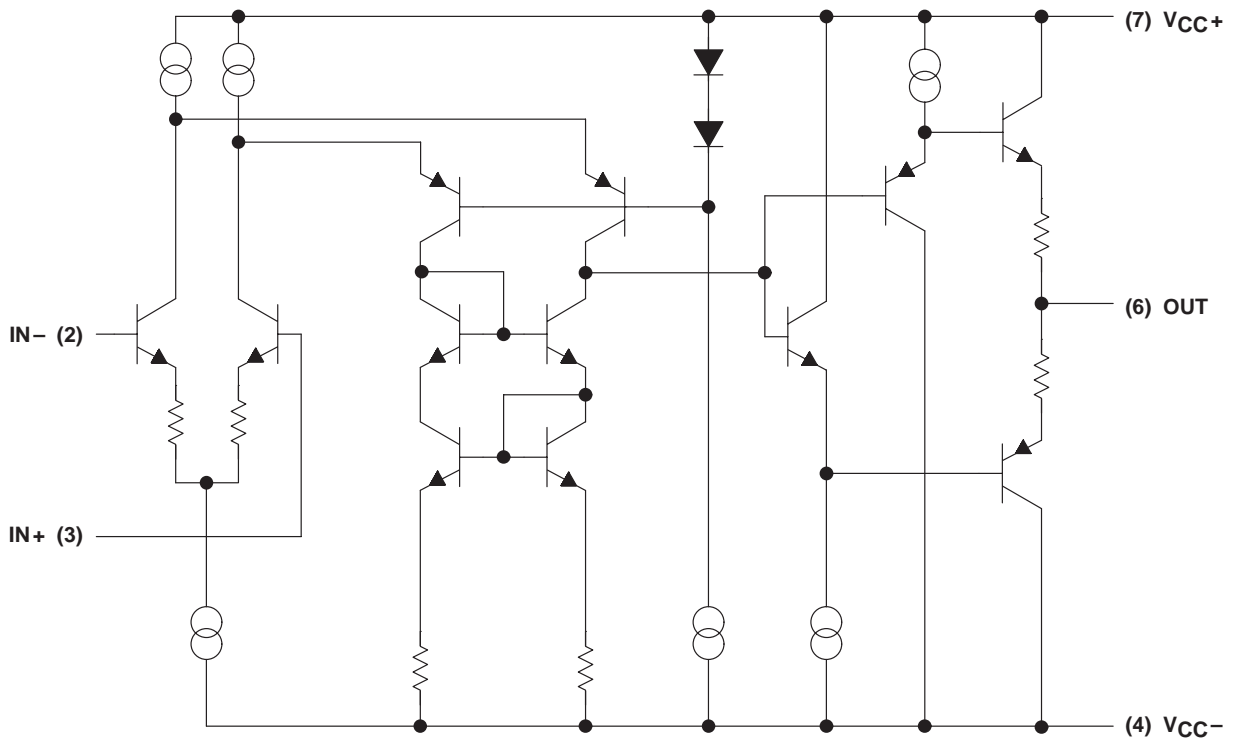 (7) VCC+
IN− (2)
(6) OUT
IN+ (3)
(4) VCC−